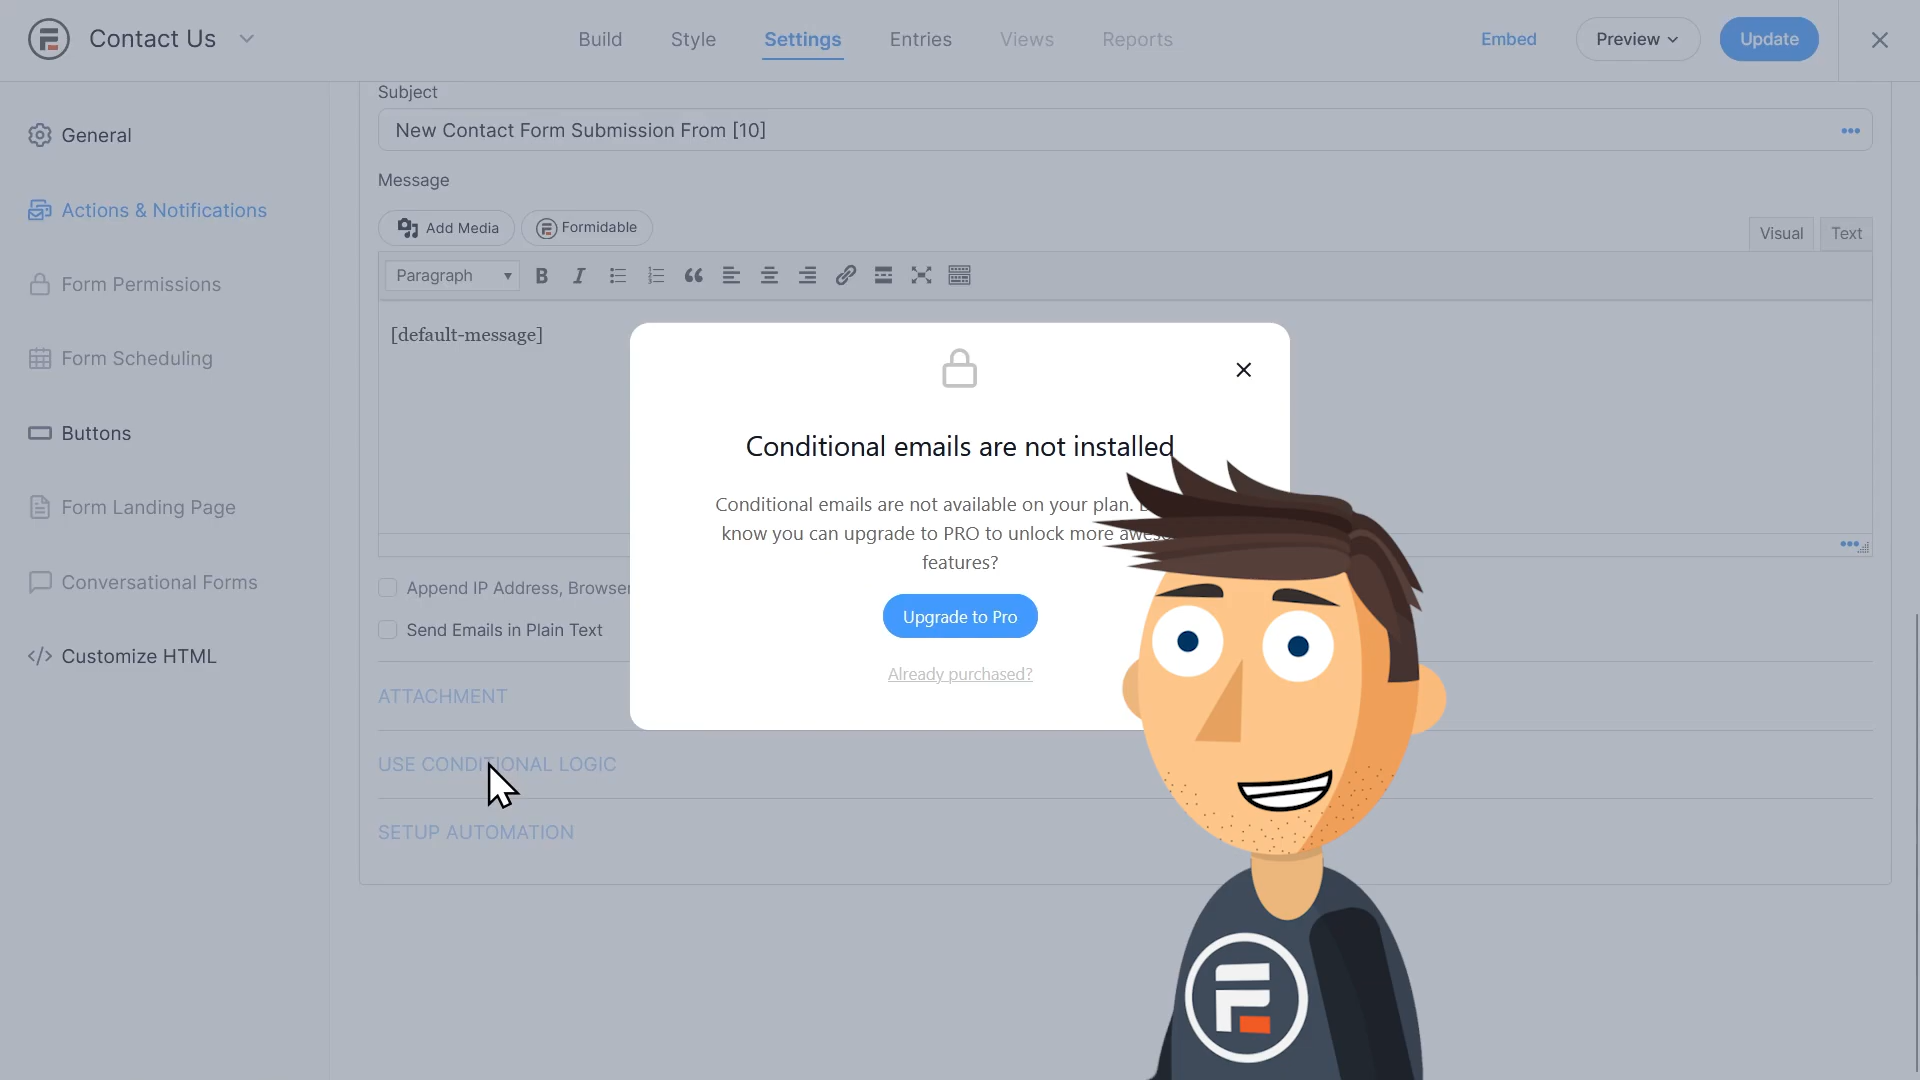 Contact Us
Build Style Settings Entries Views Reports
Embed Preview Update
General
Actions & Notifications
Form Permissions
Form Scheduling
Buttons
Form Landing Page
Conversational Forms
</> Customize HTML
Subject
New Contact Form Submission From [10]
Message
Add Media Formidable
Visual Text
Paragraph
[default-message]
Append IP Address, Browser
Send Emails in Plain Text
ATTACHMENT
USE CONDITIONAL LOGIC
SETUP AUTOMATION
Conditional emails are not installed
Conditional emails are not available on your plan.
know you can upgrade to PRO to unlock more
features?
Upgrade to Pro
Already purchased?